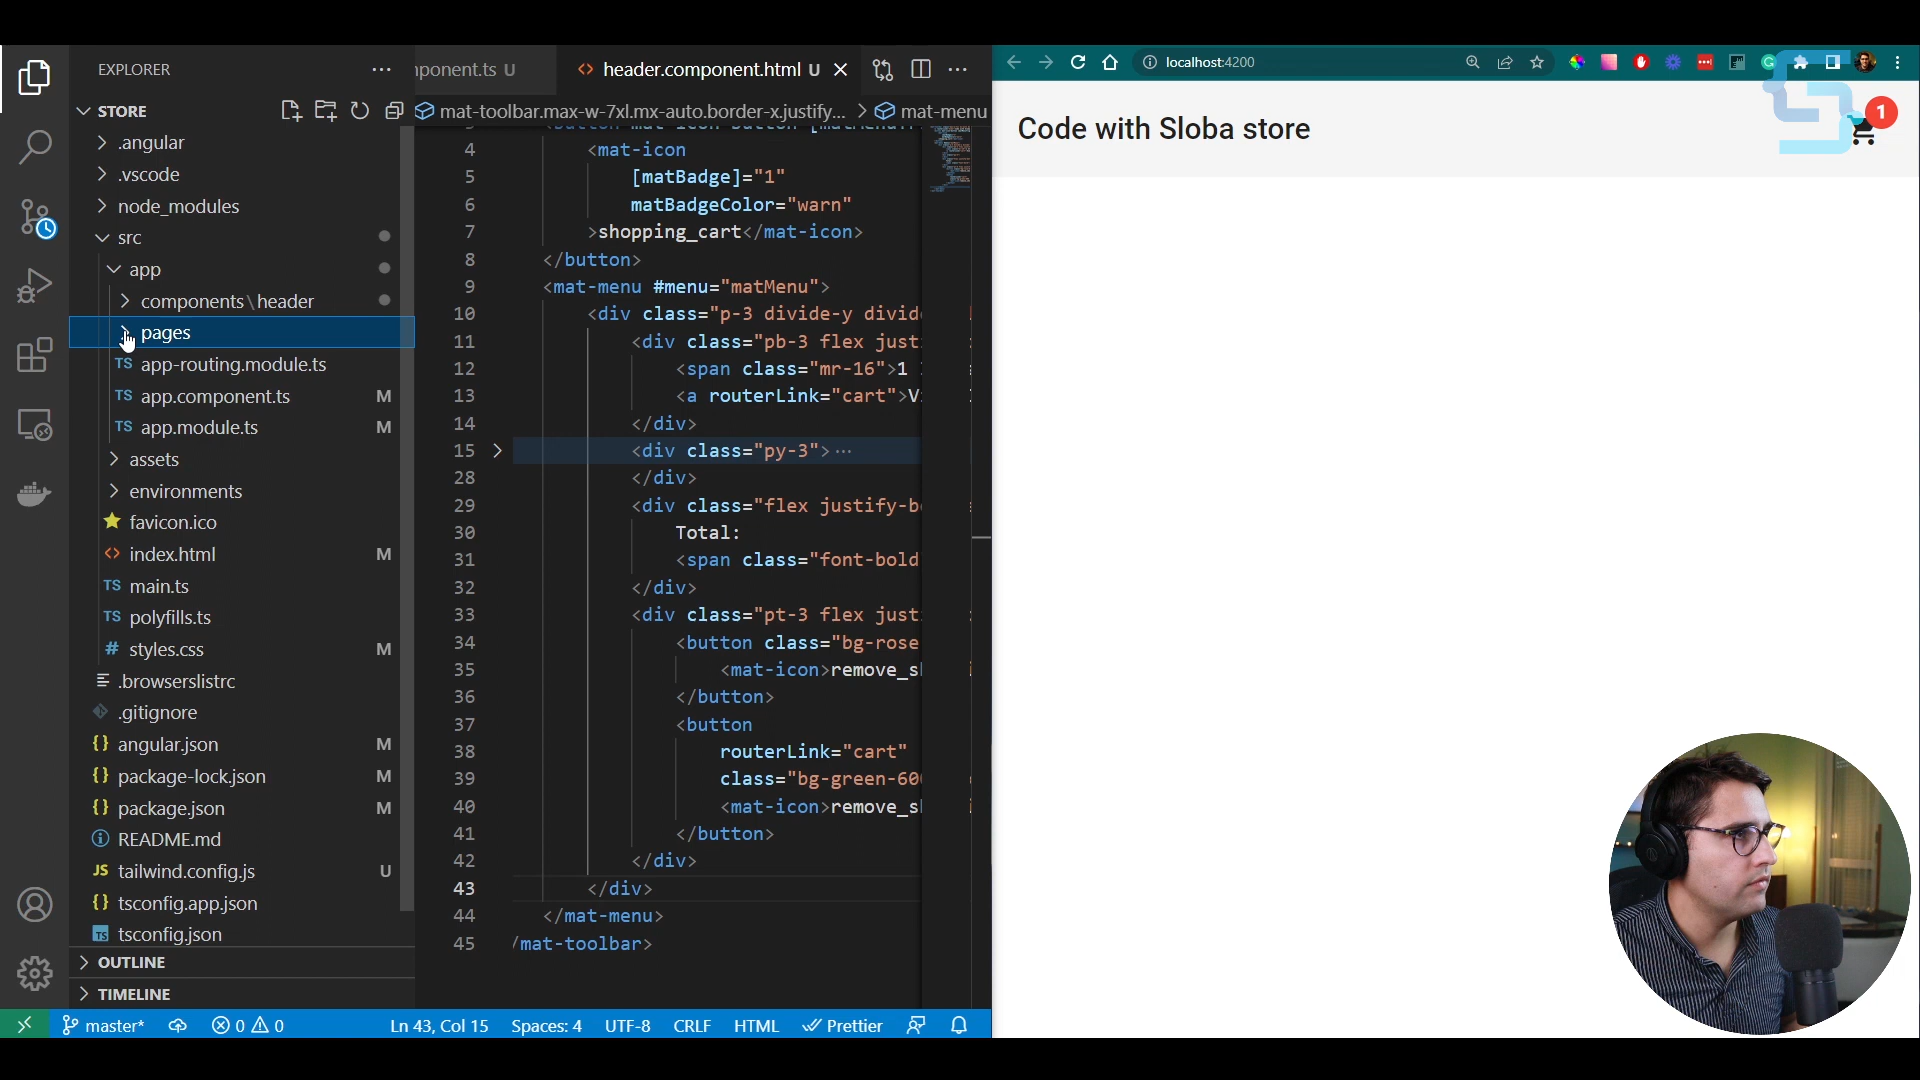 EXPLORER
STORE
.angular
.vscode
node_modules
src
app
components\header
pages
TS app-routing.module.ts
TS app.component.ts M
TS app.module.ts M
assets
environments
favicon.ico
index.html M
TS main.ts
TS polyfills.ts
# styles.css M
.browserslistrc
.gitignore
{} angular.json M
{} package-lock.json M
{} package.json M
README.md
JS tailwind.config.js U
{} tsconfig.app.json
TS tsconfig.json
OUTLINE
TIMELINE
ponent.ts U
header.component.html U
mat-toolbar.max-w-7xl.mx-auto.border-x.justify... > mat-menu
4 <mat-icon
5 [matBadge]="1"
6 matBadgeColor="warn"
7 >shopping_cart</mat-icon>
8 </button>
9 <mat-menu #menu="matMenu">
10 <div class="p-3 divide-y divid
11 <div class="pb-3 flex just
12 <span class="mr-16">1
13 <a routerLink="cart">V
14 </div>
15 <div class="py-3">...
28 </div>
29 <div class="flex justify-b
30 Total:
31 <span class="font-bold
32 </div>
33 <div class="pt-3 flex just
34 <button class="bg-rose
35 <mat-icon>remove_s
36 </button>
37 <button
38 routerLink="cart"
39 class="bg-green-60
40 <mat-icon>remove_s
41 </button>
42 </div>
43 </div>
44 </mat-menu>
45 /mat-toolbar>
master*
0 0
Ln 43, Col 15
Spaces: 4
UTF-8
CRLF
HTML
Prettier
localhost:4200
Code with Sloba store
1